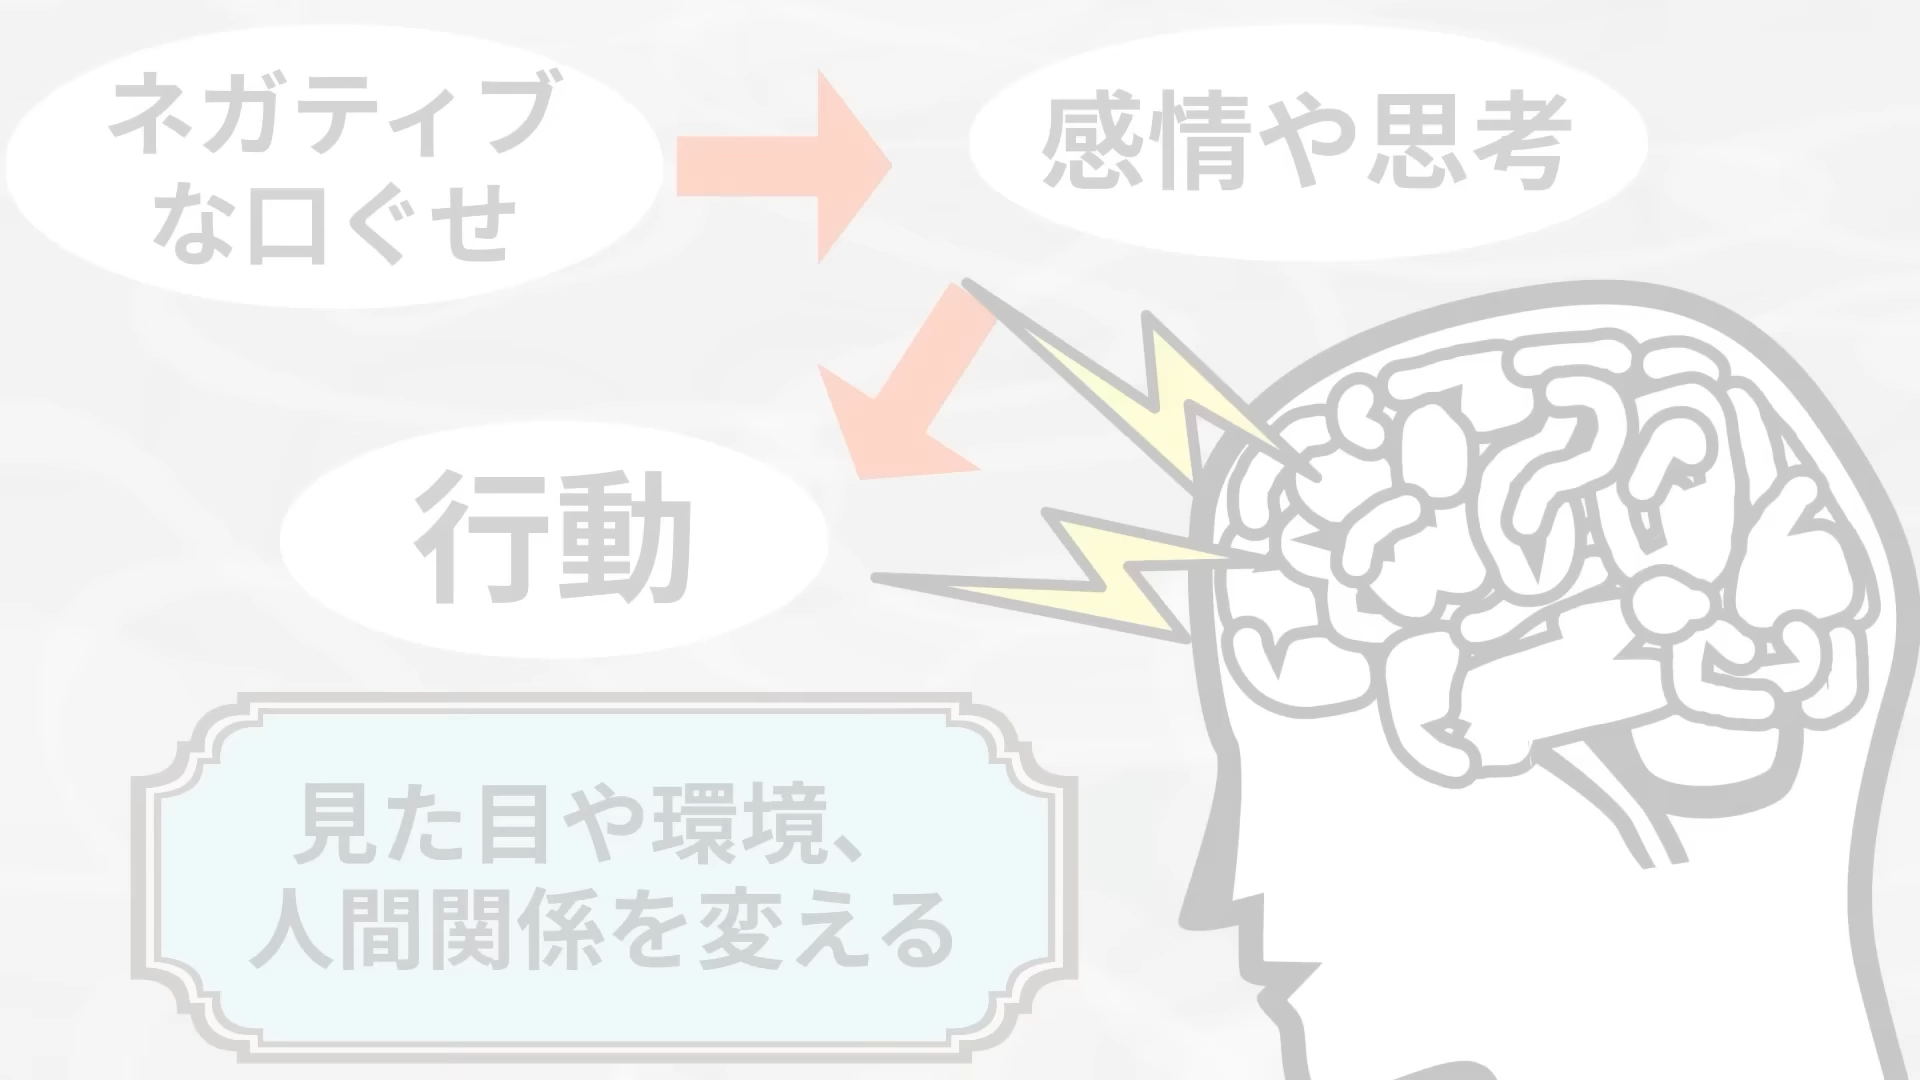 ネガティブ
な口ぐせ
感情や思考
行動
見た目や環境、
人間関係を変える